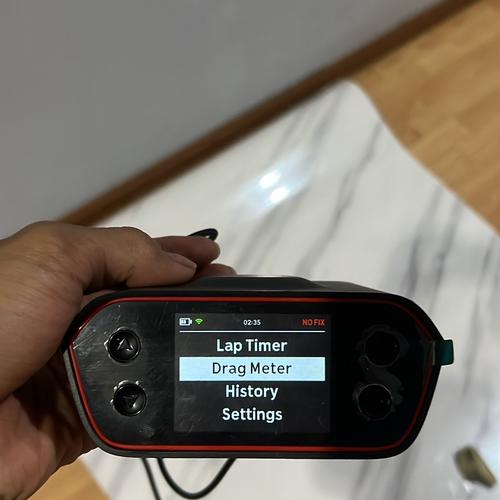 02:35 NO FIX
Lap Timer
Drag Meter
History
Settings